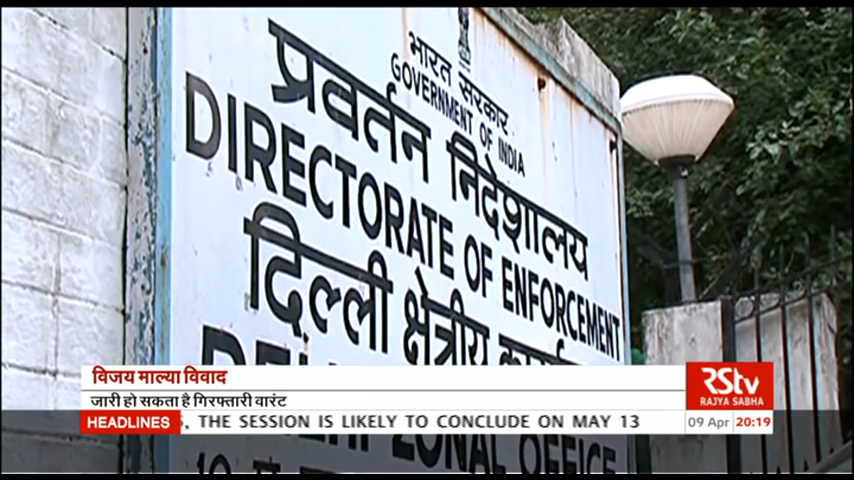 भारत सरकार
GOVERNMENT OF INDIA
प्रवर्तन निदेशालय
DIRECTORATE OF ENFORCEMENT
दिल्ली क्षेत्रीय
ZONAL OFFICE
विजय माल्या विवाद
जारी हो सकता है गिरफ्तारी वारंट
HEADLINES
THE SESSION IS LIKELY TO CONCLUDE ON MAY 13
RStv
RAJYA SABHA
09 Apr 20:19